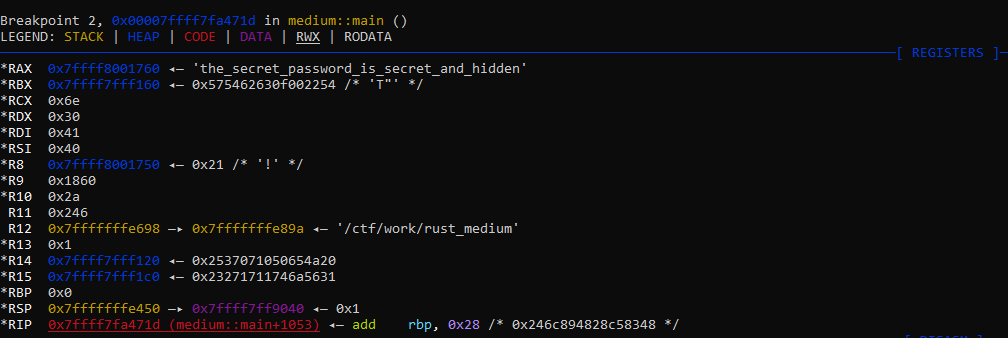 Breakpoint 2, 0x00007ffff7fa471d in medium::main ()
LEGEND: STACK | HEAP | CODE | DATA | RWX | RODATA
[ REGISTERS ]
*RAX 0x7ffff8001760 ◂— 'the_secret_password_is_secret_and_hidden'
*RBX 0x7ffff7fff160 ◂— 0x575462630f002254 /* 'T"' */
*RCX 0x6e
*RDX 0x30
*RDI 0x41
*RSI 0x40
*R8 0x7ffff8001750 ◂— 0x21 /* '!' */
*R9 0x1860
*R10 0x2a
R11 0x246
R12 0x7fffffffe698 —▸ 0x7fffffffe89a ◂— '/ctf/work/rust_medium'
*R13 0x1
*R14 0x7ffff7fff120 ◂— 0x2537071050654a20
*R15 0x7ffff7fff1c0 ◂— 0x23271711746a5631
*RBP 0x0
*RSP 0x7fffffffe450 —▸ 0x7ffff7ff9040 ◂— 0x1
*RIP 0x7ffff7fa471d (medium::main+1053) ◂— add rbp, 0x28 /* 0x246c894828c58348 */